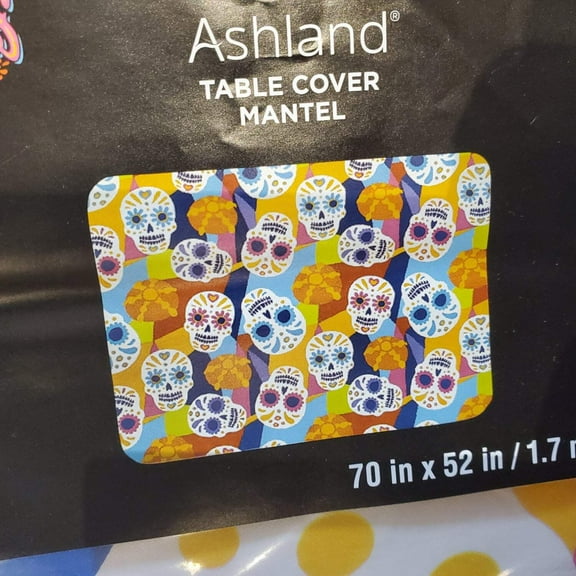 Ashland®
TABLE COVER
MANTEL
70 in x 52 in / 1.7